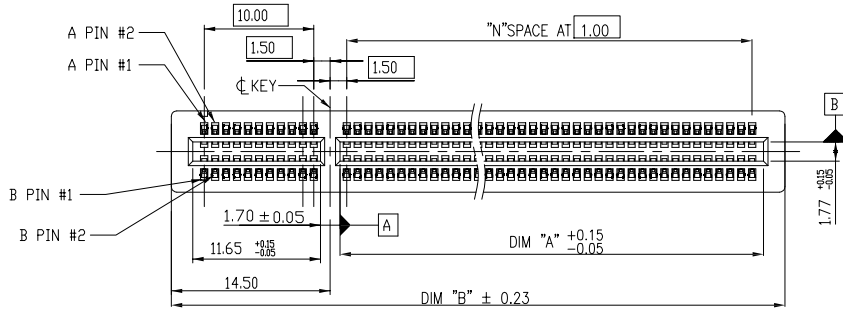 A PIN #2
10.00
"N"SPACE AT 1.00
A PIN #1
1.50
1.50
℄ KEY
B
B PIN #1
B PIN #2
1.70 ±0.05
A
1.77 +0.15 -0.05
11.65 +0.15 -0.05
DIM "A" +0.15 -0.05
14.50
DIM "B" ± 0.23